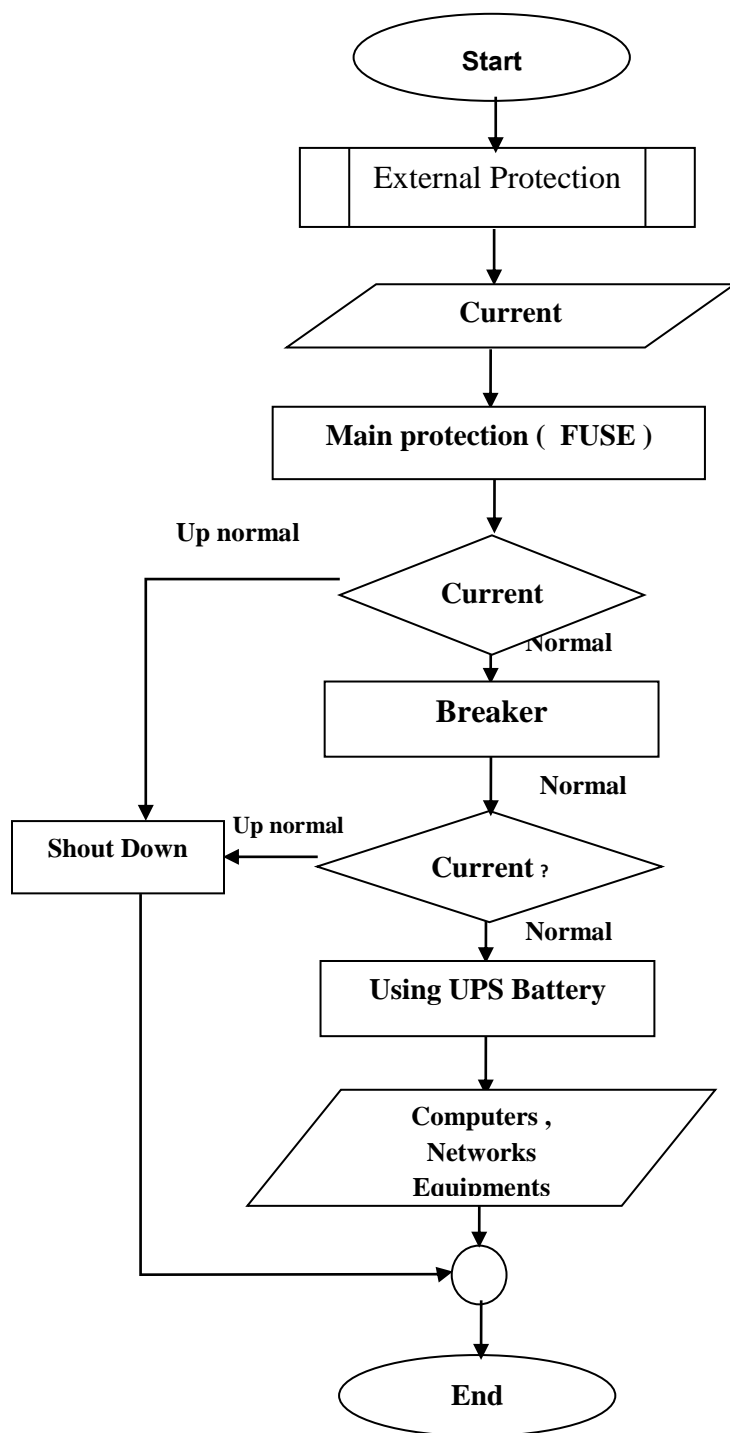 Start
External Protection
Current
Main protection ( FUSE )
Up normal
Current
Normal
Breaker
Normal
Shout Down
Up normal
Current ?
Normal
Using UPS Battery
Computers ,
Networks
Equipments
End